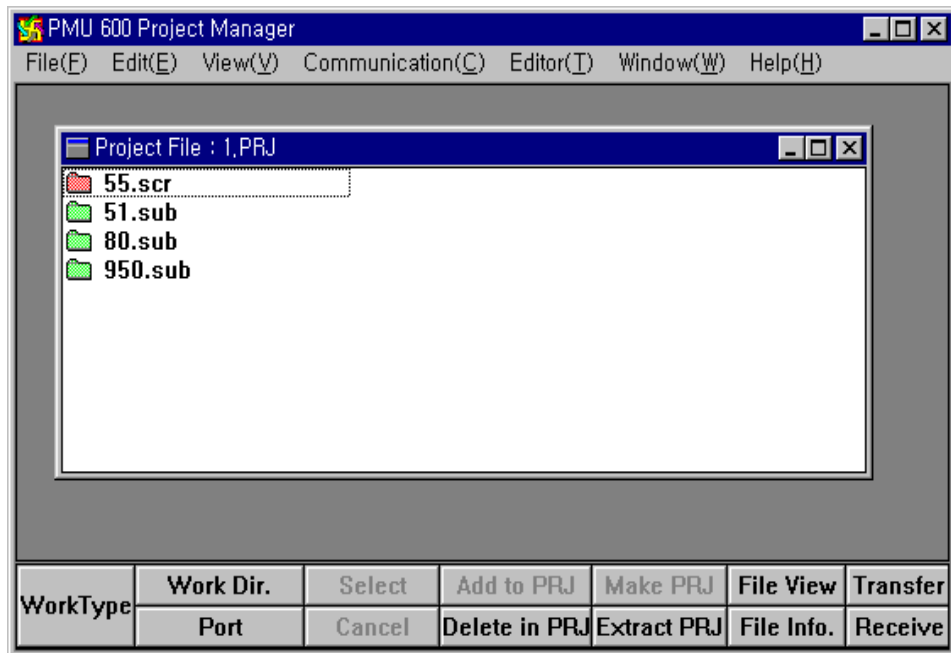 PMU 600 Project Manager
File(F) Edit(E) View(V) Communication(C) Editor(T) Window(W) Help(H)
Project File : 1,PRJ
55.scr
51.sub
80.sub
950.sub
WorkType
Work Dir. Select Add to PRJ Make PRJ File View Transfer
Port Cancel Delete in PRJ Extract PRJ File Info. Receive